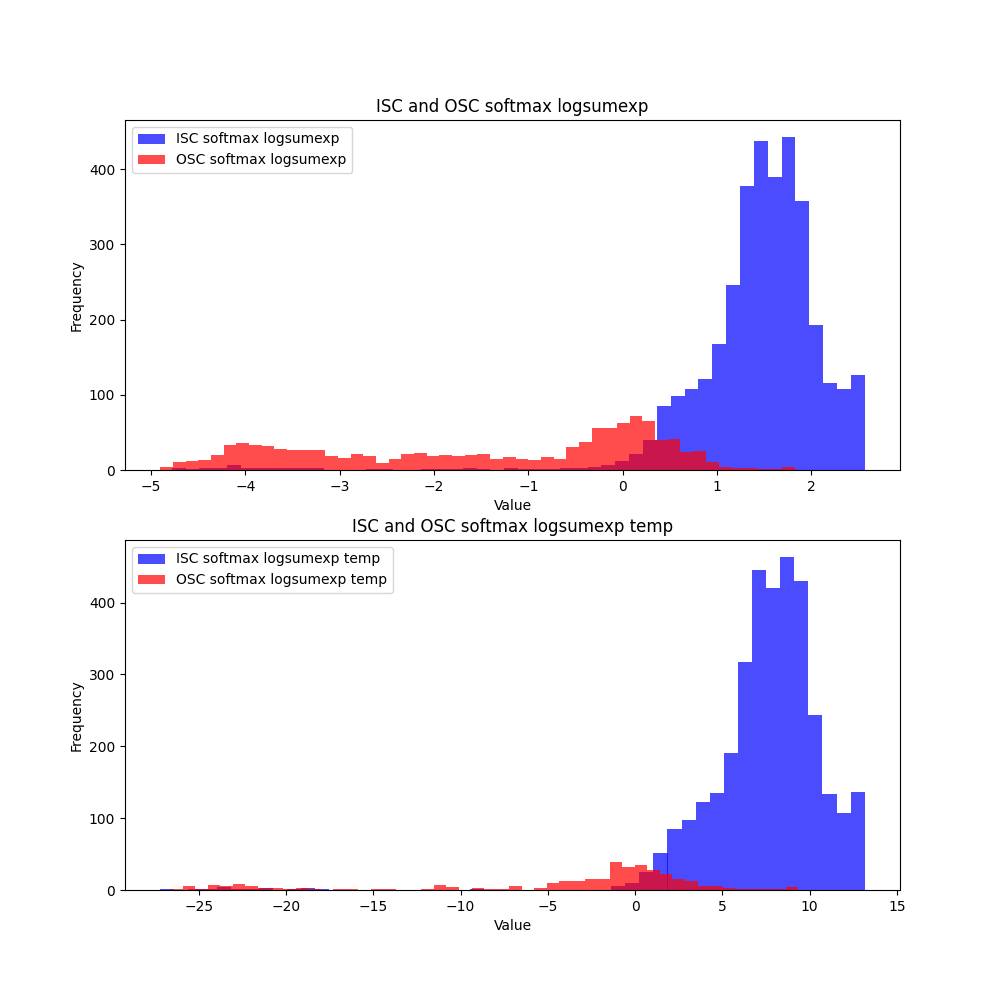 ISC and OSC softmax logsumexp
ISC softmax logsumexp
OSC softmax logsumexp
400
300
200
100
0
Frequency
−5 −4 −3 −2 −1 0 1 2
Value
ISC and OSC softmax logsumexp temp
ISC softmax logsumexp temp
OSC softmax logsumexp temp
400
300
200
100
0
Frequency
−25 −20 −15 −10 −5 0 5 10 15
Value